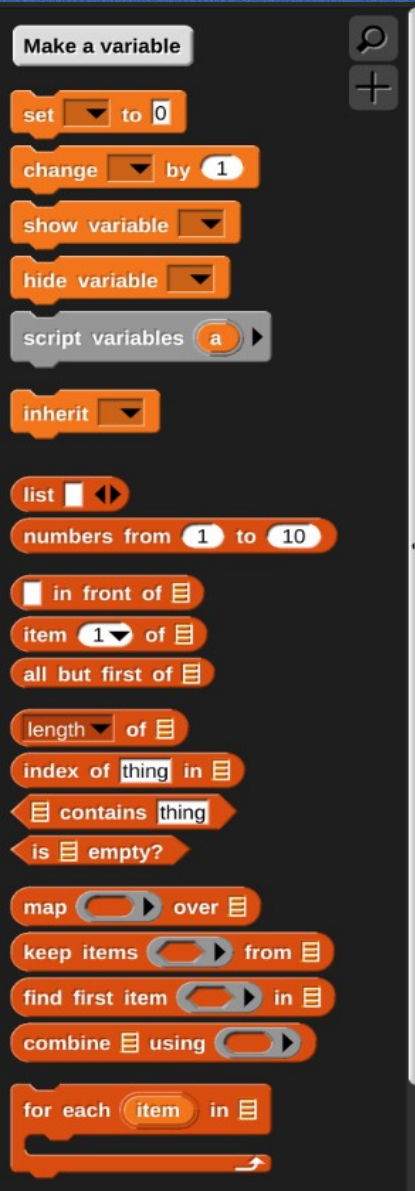 Make a variable
set to 0
change by 1
show variable
hide variable
script variables a
inherit
list
numbers from 1 to 10
in front of
item 1 of
all but first of
length of
index of thing in
contains thing
is empty?
map over
keep items from
find first item in
combine using
for each item in